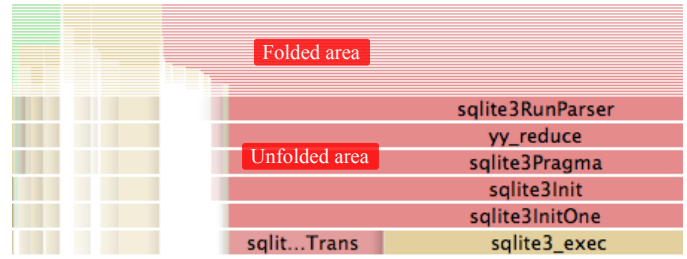 Folded area
sqlite3RunParser
yy_reduce
Unfolded area
sqlite3Pragma
sqlite3Init
sqlite3InitOne
sqlit...Trans
sqlite3_exec